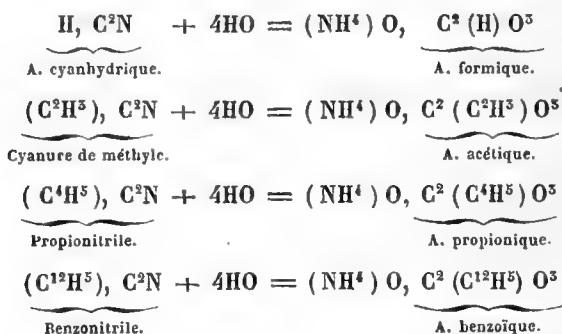 H, C²N + 4HO = (NH⁴) O, C² (H) O³
A. cyanhydrique. A. formique.
(C²H³), C²N + 4HO = (NH⁴) O, C² (C²H³) O³
Cyanure de méthyle. A. acétique.
(C⁴H⁵), C²N + 4HO = (NH⁴) O, C² (C⁴H⁵) O³
Propionitrile. A. propionique.
(C¹²H⁵), C²N + 4HO = (NH⁴) O, C² (C¹²H⁵) O³
Benzonitrile. A. benzoïque.